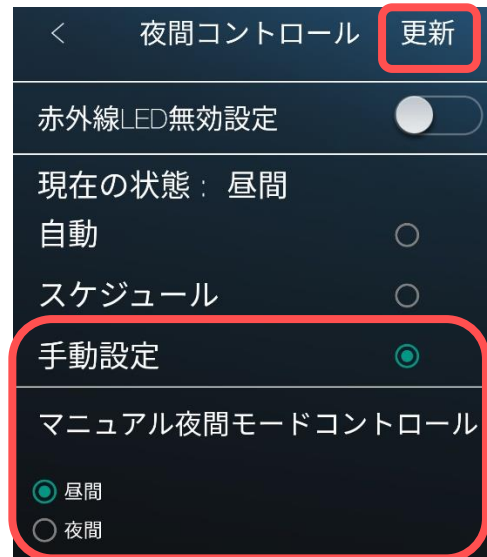 < 夜間コントロール 更新
赤外線LED無効設定
現在の状態： 昼間
自動
スケジュール
手動設定
マニュアル夜間モードコントロール
昼間
夜間